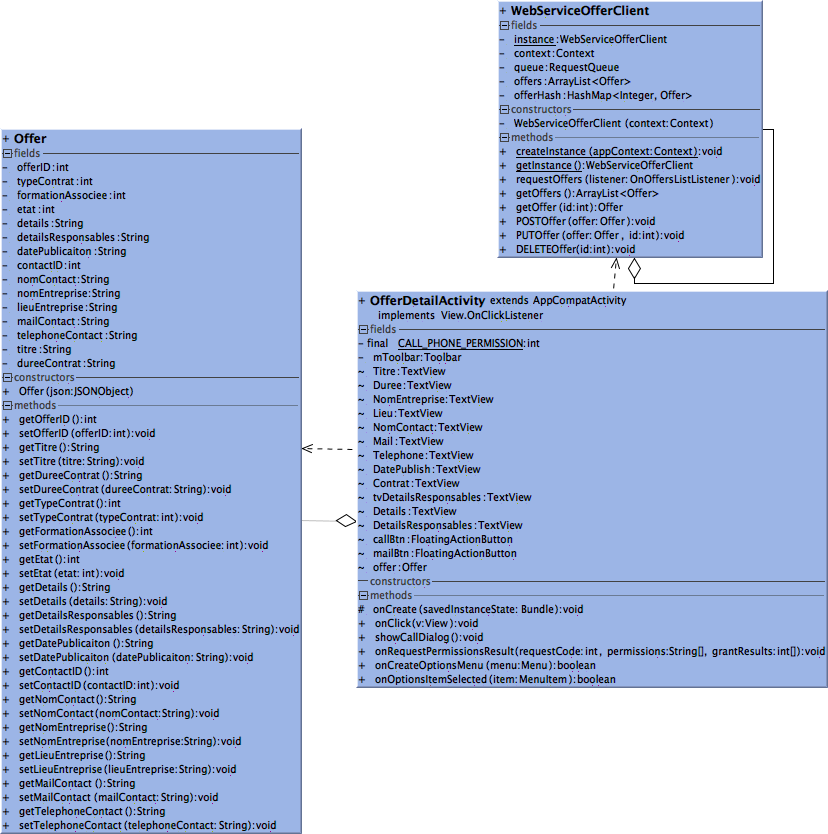 + WebServiceOfferClient
fields
- instance:WebServiceOfferClient
- context:Context
- queue:RequestQueue
- offers:ArrayList<Offer>
- offerHash:HashMap<Integer, Offer>
constructors
- WebServiceOfferClient (context:Context)
methods
+ createInstance (appContext:Context):void
+ getInstance ():WebServiceOfferClient
+ requestOffers (listener:OnOffersListListener ):void
+ getOffers ():ArrayList<Offer>
+ getOffer (id:int):Offer
+ POSTOffer (offer:Offer ):void
+ PUTOffer (offer:Offer , id:int):void
+ DELETEOffer(id:int):void
+ Offer
fields
- offerID:int
- typeContrat:int
- formationAssociee:int
- etat:int
- details:String
- detailsResponsables:String
- datePublicaiton:String
- contactID:int
- nomContact:String
- nomEntreprise:String
- lieuEntreprise:String
- mailContact:String
- telephoneContact:String
- titre:String
- dureeContrat:String
constructors
+ Offer (json:JSONObject)
methods
+ getOfferID ():int
+ setOfferID (offerID:int):void
+ getTitre ():String
+ setTitre (titre:String):void
+ getDureeContrat ():String
+ setDureeContrat (dureeContrat:String):void
+ getTypeContrat ():int
+ setTypeContrat (typeContrat:int):void
+ getFormationAssociee ():int
+ setFormationAssociee (formationAssociee:int):void
+ getEtat ():int
+ setEtat (etat:int):void
+ getDetails ():String
+ setDetails (details:String):void
+ getDetailsResponsables ():String
+ setDetailsResponsables (detailsResponsables:String):void
+ getDatePublicaiton ():String
+ setDatePublicaiton (datePublicaiton:String):void
+ getContactID ():int
+ setContactID (contactID:int):void
+ getNomContact():String
+ setNomContact(nomContact:String):void
+ getNomEntreprise():String
+ setNomEntreprise(nomEntreprise:String):void
+ getLieuEntreprise ():String
+ setLieuEntreprise (lieuEntreprise:String):void
+ getMailContact ():String
+ setMailContact (mailContact:String):void
+ getTelephoneContact ():String
+ setTelephoneContact (telephoneContact:String):void
+ OfferDetailActivity extends AppCompatActivity
implements View.OnClickListener
fields
- final CALL_PHONE_PERMISSION:int
- mToolbar:Toolbar
~ Titre:TextView
~ Duree:TextView
~ NomEntreprise:TextView
~ Lieu:TextView
~ NomContact:TextView
~ Mail:TextView
~ Telephone:TextView
~ DatePublish:TextView
~ Contrat:TextView
~ tvDetailsResponsables:TextView
~ Details:TextView
~ DetailsResponsables:TextView
~ callBtn:FloatingActionButton
~ mailBtn:FloatingActionButton
~ offer:Offer
constructors
methods
# onCreate (savedInstanceState:Bundle):void
+ onClick(v:View):void
+ showCallDialog():void
+ onRequestPermissionsResult(requestCode:int, permissions:String[], grantResults:int[]):void
+ onCreateOptionsMenu (menu:Menu):boolean
+ onOptionsItemSelected (item:MenuItem):boolean